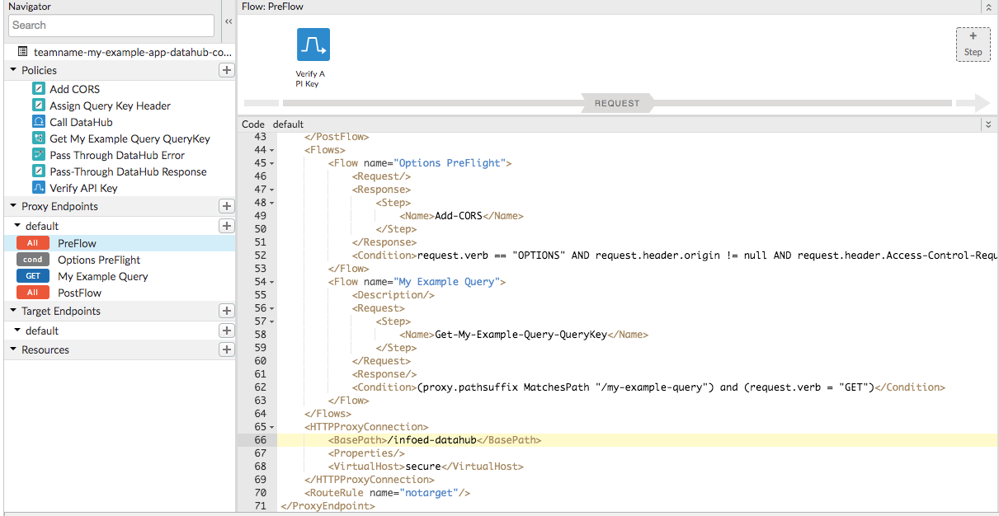 Navigator
Search
teamname-my-example-app-datahub-co...
Policies
Add CORS
Assign Query Key Header
Call DataHub
Get My Example Query QueryKey
Pass Through DataHub Error
Pass-Through DataHub Response
Verify API Key
Proxy Endpoints
default
All PreFlow
cond Options PreFlight
GET My Example Query
All PostFlow
Target Endpoints
default
Resources
Flow: PreFlow
Verify A
PI Key
+
Step
REQUEST
Code default
43 </PostFlow>
44 <Flows>
45 <Flow name="Options PreFlight">
46 <Request/>
47 <Response>
48 <Step>
49 <Name>Add-CORS</Name>
50 </Step>
51 </Response>
52 <Condition>request.verb == "OPTIONS" AND request.header.origin != null AND request.header.Access-Control-Requ
53 </Flow>
54 <Flow name="My Example Query">
55 <Description/>
56 <Request>
57 <Step>
58 <Name>Get-My-Example-Query-QueryKey</Name>
59 </Step>
60 </Request>
61 <Response/>
62 <Condition>(proxy.pathsuffix MatchesPath "/my-example-query") and (request.verb = "GET")</Condition>
63 </Flow>
64 </Flows>
65 <HTTPProxyConnection>
66 <BasePath>/infoed-datahub</BasePath>
67 <Properties/>
68 <VirtualHost>secure</VirtualHost>
69 </HTTPProxyConnection>
70 <RouteRule name="notarget"/>
71 </ProxyEndpoint>